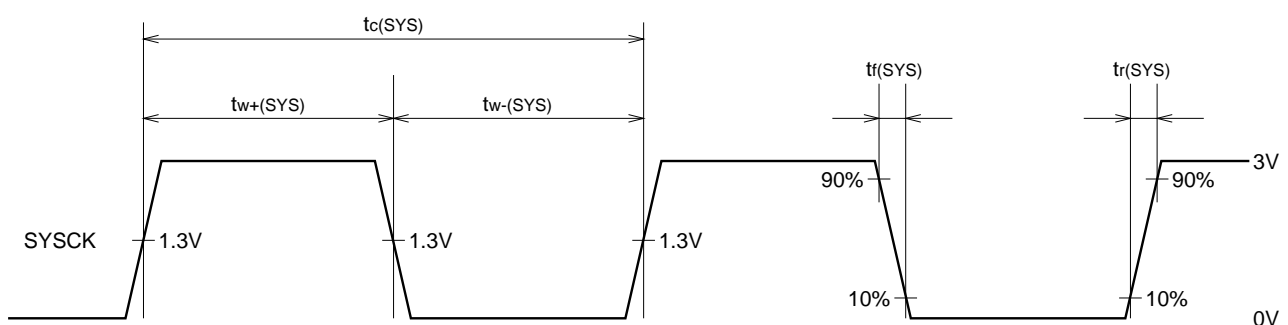 tc(SYS)
tf(SYS) tr(SYS)
tw+(SYS) tw-(SYS)
3V
90% 90%
SYSCK 1.3V 1.3V 1.3V
10% 10%
0V